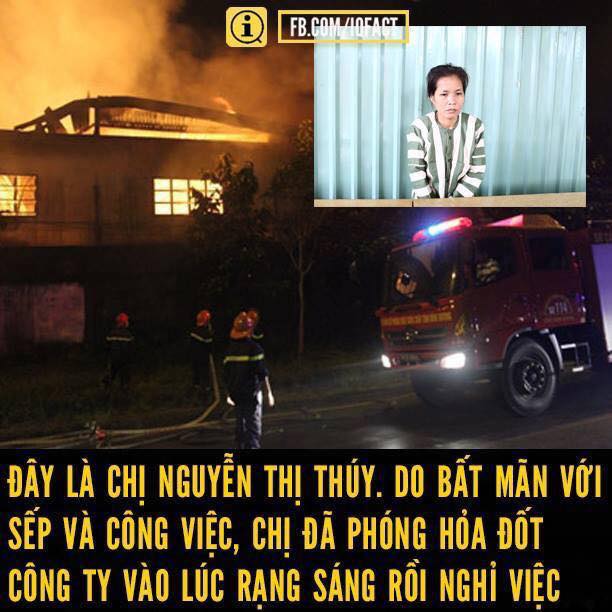 FB.COM/IQFACT
114
ĐÂY LÀ CHỊ NGUYỄN THỊ THÚY. DO BẤT MÃN VỚI
SẾP VÀ CÔNG VIỆC, CHỊ ĐÃ PHÓNG HỎA ĐỐT
CÔNG TY VÀO LÚC RẠNG SÁNG RỒI NGHỈ VIỆC